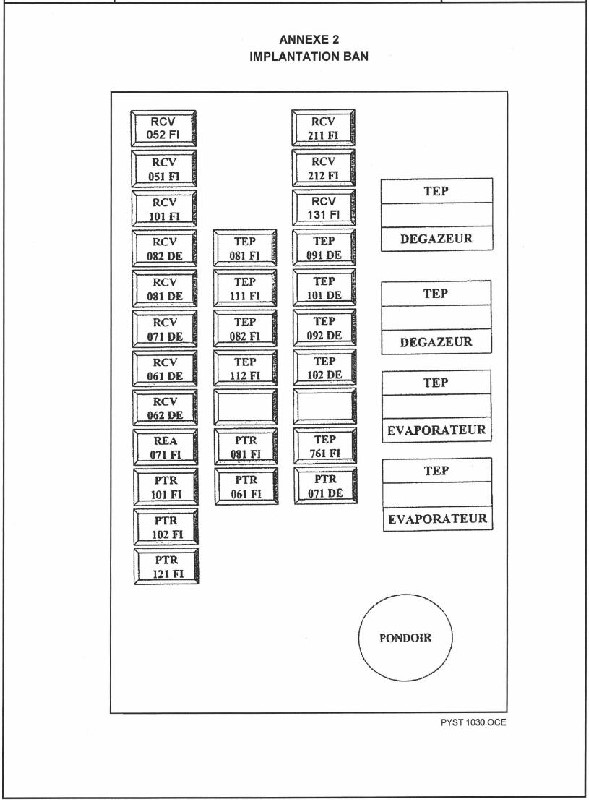 ANNEXE 2
IMPLANTATION BAN
RCV
052 FI
RCV
051 FI
RCV
101 FI
RCV
082 DE
RCV
081 DE
RCV
071 DE
RCV
061 DE
RCV
062 DE
REA
071 FI
PTR
101 FI
PTR
102 FI
PTR
121 FI
TEP
081 FI
TEP
111 FI
TEP
082 FI
TEP
112 FI
PTR
081 FI
PTR
061 FI
RCV
211 FI
RCV
212 FI
RCV
131 FI
TEP
091 DE
TEP
101 DE
TEP
092 DE
TEP
102 DE
TEP
761 FI
PTR
071 DE
TEP
DEGAZEUR
TEP
DEGAZEUR
TEP
ÉVAPORATEUR
TEP
ÉVAPORATEUR
PONDOIR
PYST 1030 OCE